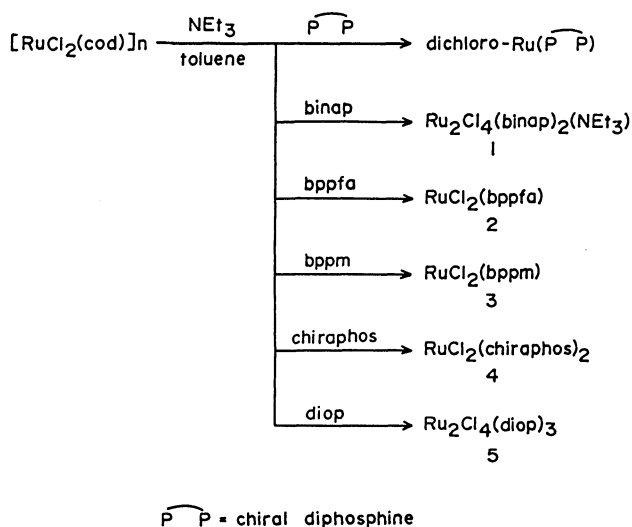 [RuCl2(cod)]n NEt3 toluene P P dichloro-Ru(P P)
binap Ru2Cl4(binap)2(NEt3)
1
bppfa RuCl2(bppfa)
2
bppm RuCl2(bppm)
3
chiraphos RuCl2(chiraphos)2
4
diop Ru2Cl4(diop)3
5
P P = chiral diphosphine